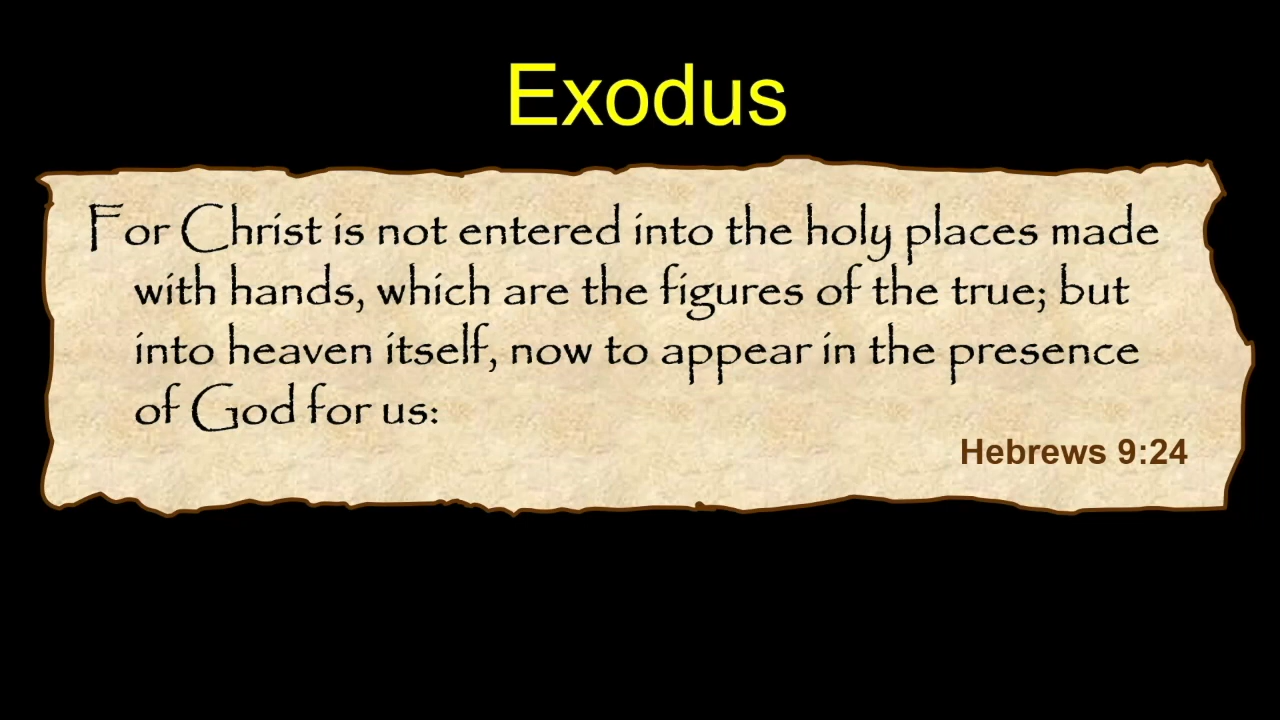 Exodus
For Christ is not entered into the holy places made
with hands, which are the figures of the true; but
into heaven itself, now to appear in the presence
of God for us:
Hebrews 9:24